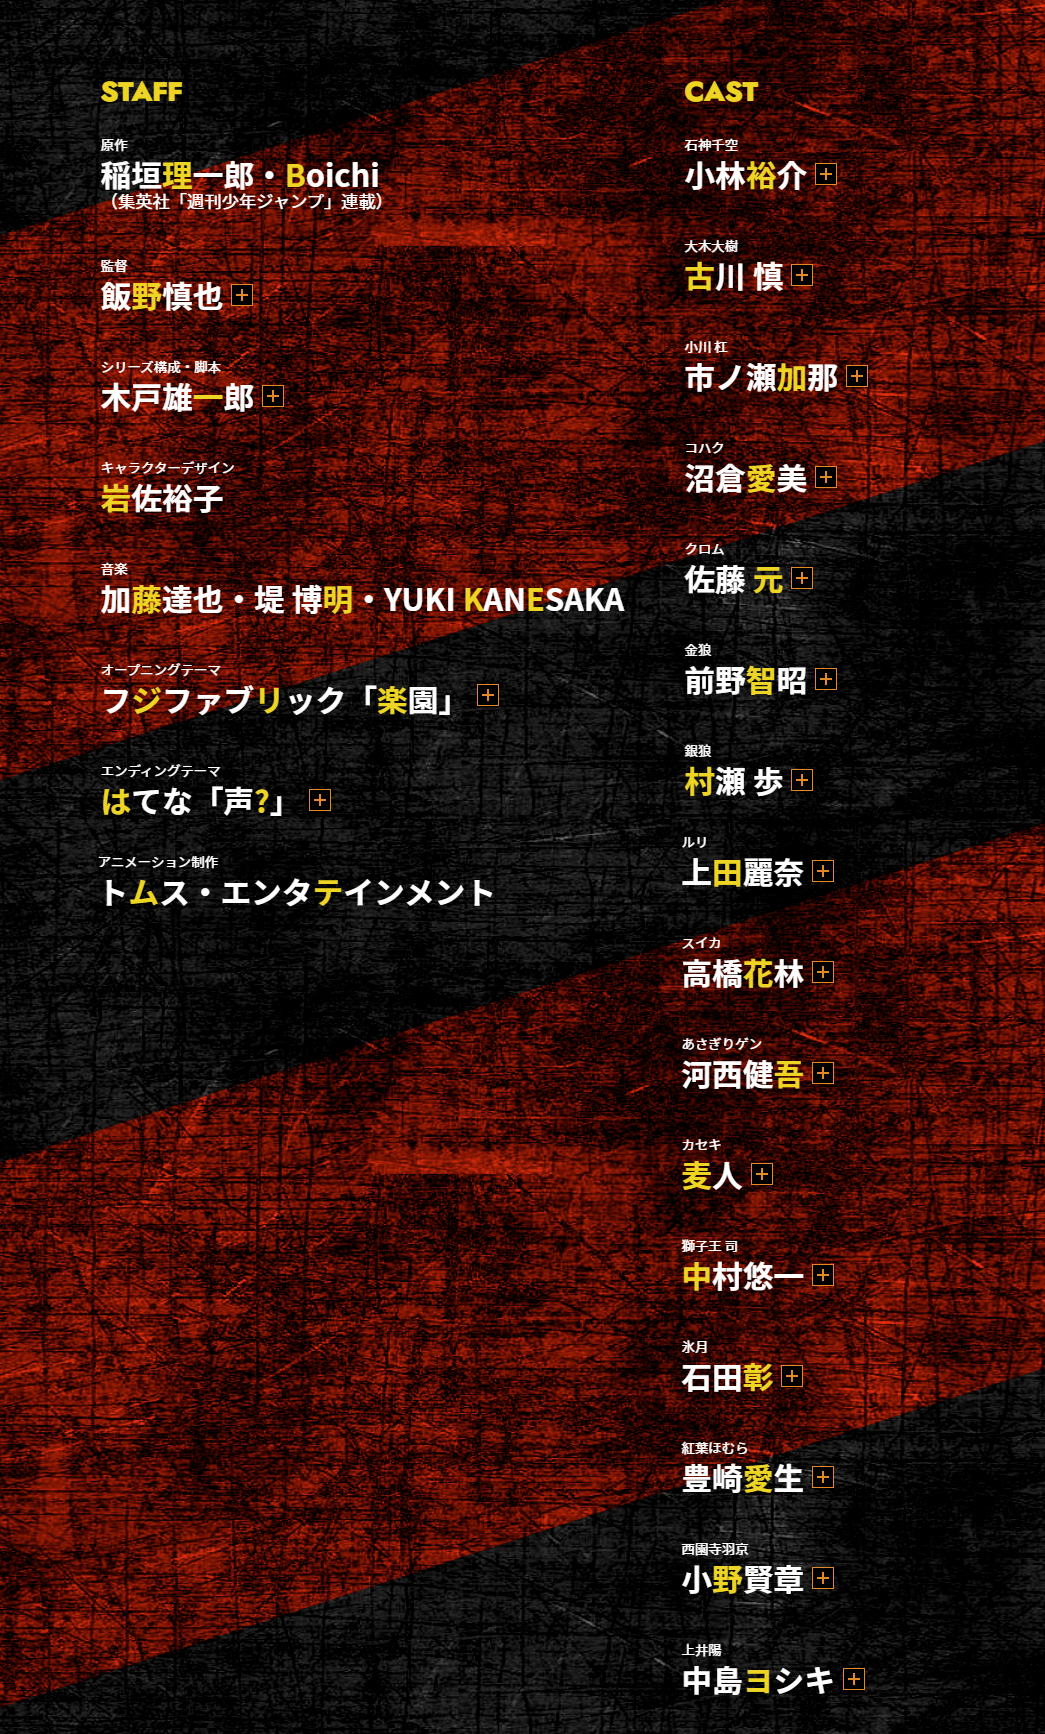 STAFF
原作
稲垣理一郎・Boichi
（集英社「週刊少年ジャンプ」連載）
監督
飯野慎也
シリーズ構成・脚本
木戸雄一郎
キャラクターデザイン
岩佐裕子
音楽
加藤達也・堤 博明・YUKI KANESAKA
オープニングテーマ
フジファブリック「楽園」
エンディングテーマ
はてな「声?」
アニメーション制作
トムス・エンタテインメント
CAST
石神千空
小林裕介
大木大樹
古川 慎
小川 杠
市ノ瀬加那
コハク
沼倉愛美
クロム
佐藤 元
金狼
前野智昭
銀狼
村瀬 歩
ルリ
上田麗奈
スイカ
高橋花林
あさぎりゲン
河西健吾
カセキ
麦人
獅子王 司
中村悠一
氷月
石田彰
紅葉ほむら
豊崎愛生
西園寺羽京
小野賢章
上井陽
中島ヨシキ